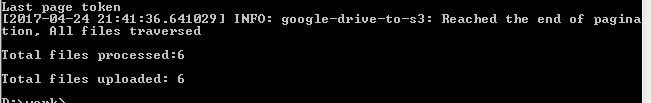 Last page token
[2017-04-24 21:41:36.641029] INFO: google-drive-to-s3: Reached the end of pagina
tion, All files traversed
Total files processed:6
Total files uploaded: 6
D:\work>